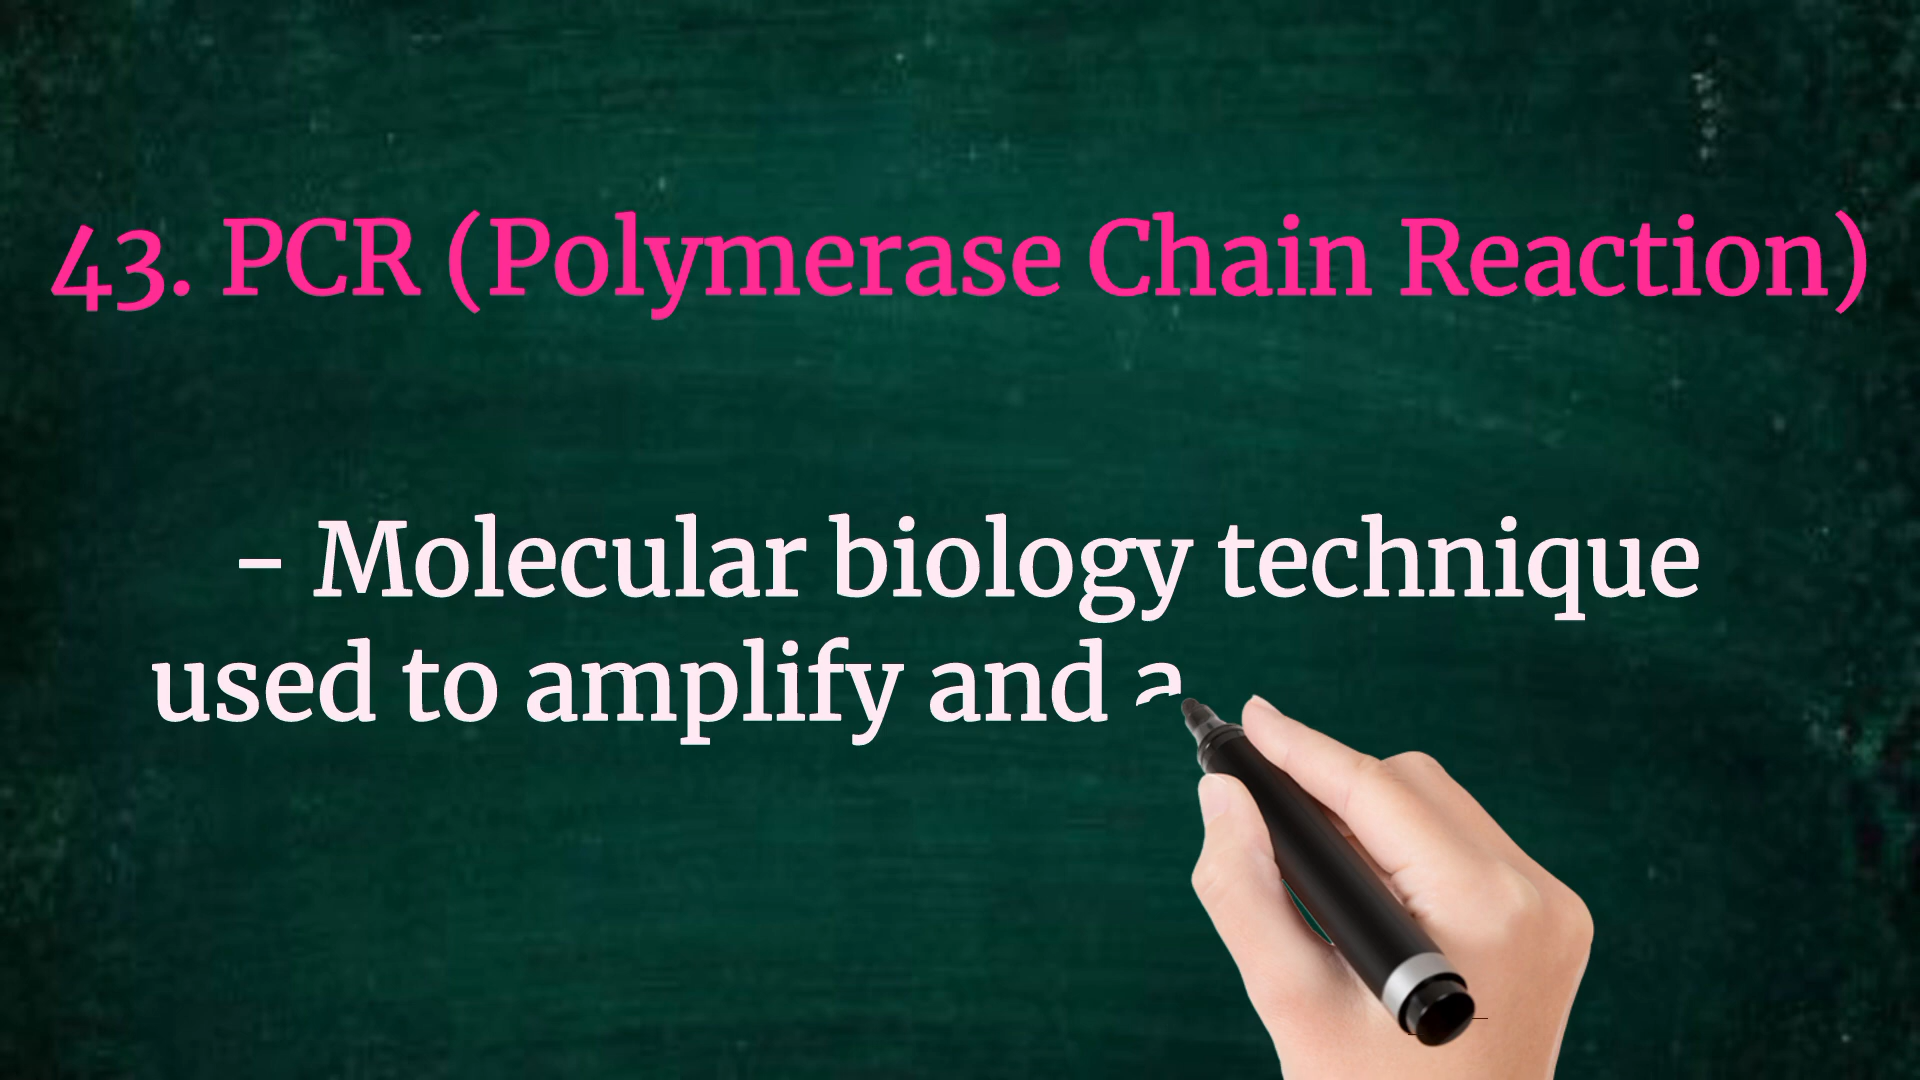 43. PCR (Polymerase Chain Reaction)
- Molecular biology technique
used to amplify and a